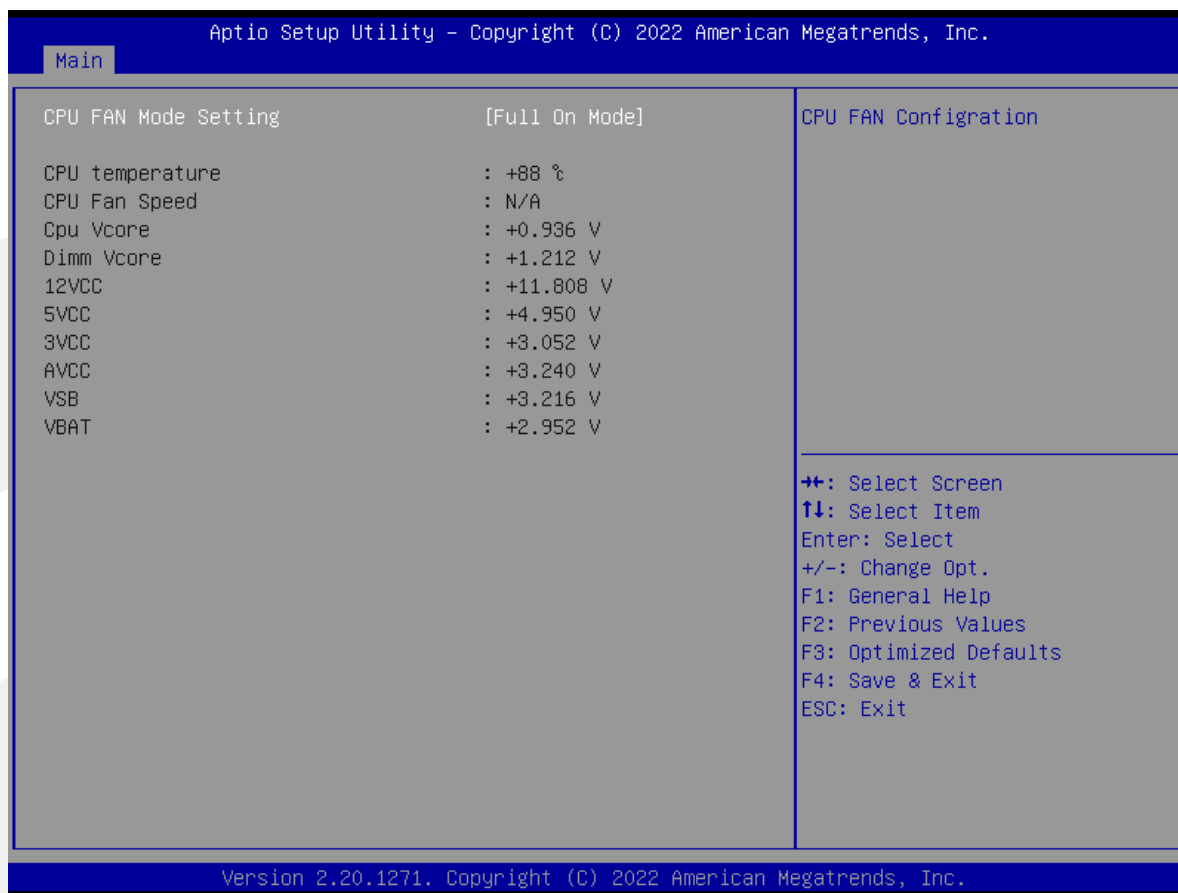 Aptio Setup Utility – Copyright (C) 2022 American Megatrends, Inc.
Main
CPU FAN Mode Setting [Full On Mode]
CPU temperature : +88 ℃
CPU Fan Speed : N/A
Cpu Vcore : +0.936 V
Dimm Vcore : +1.212 V
12VCC : +11.808 V
5VCC : +4.950 V
3VCC : +3.052 V
AVCC : +3.240 V
VSB : +3.216 V
VBAT : +2.952 V
CPU FAN Configration
→←: Select Screen
↑↓: Select Item
Enter: Select
+/-: Change Opt.
F1: General Help
F2: Previous Values
F3: Optimized Defaults
F4: Save & Exit
ESC: Exit
Version 2.20.1271. Copyright (C) 2022 American Megatrends, Inc.